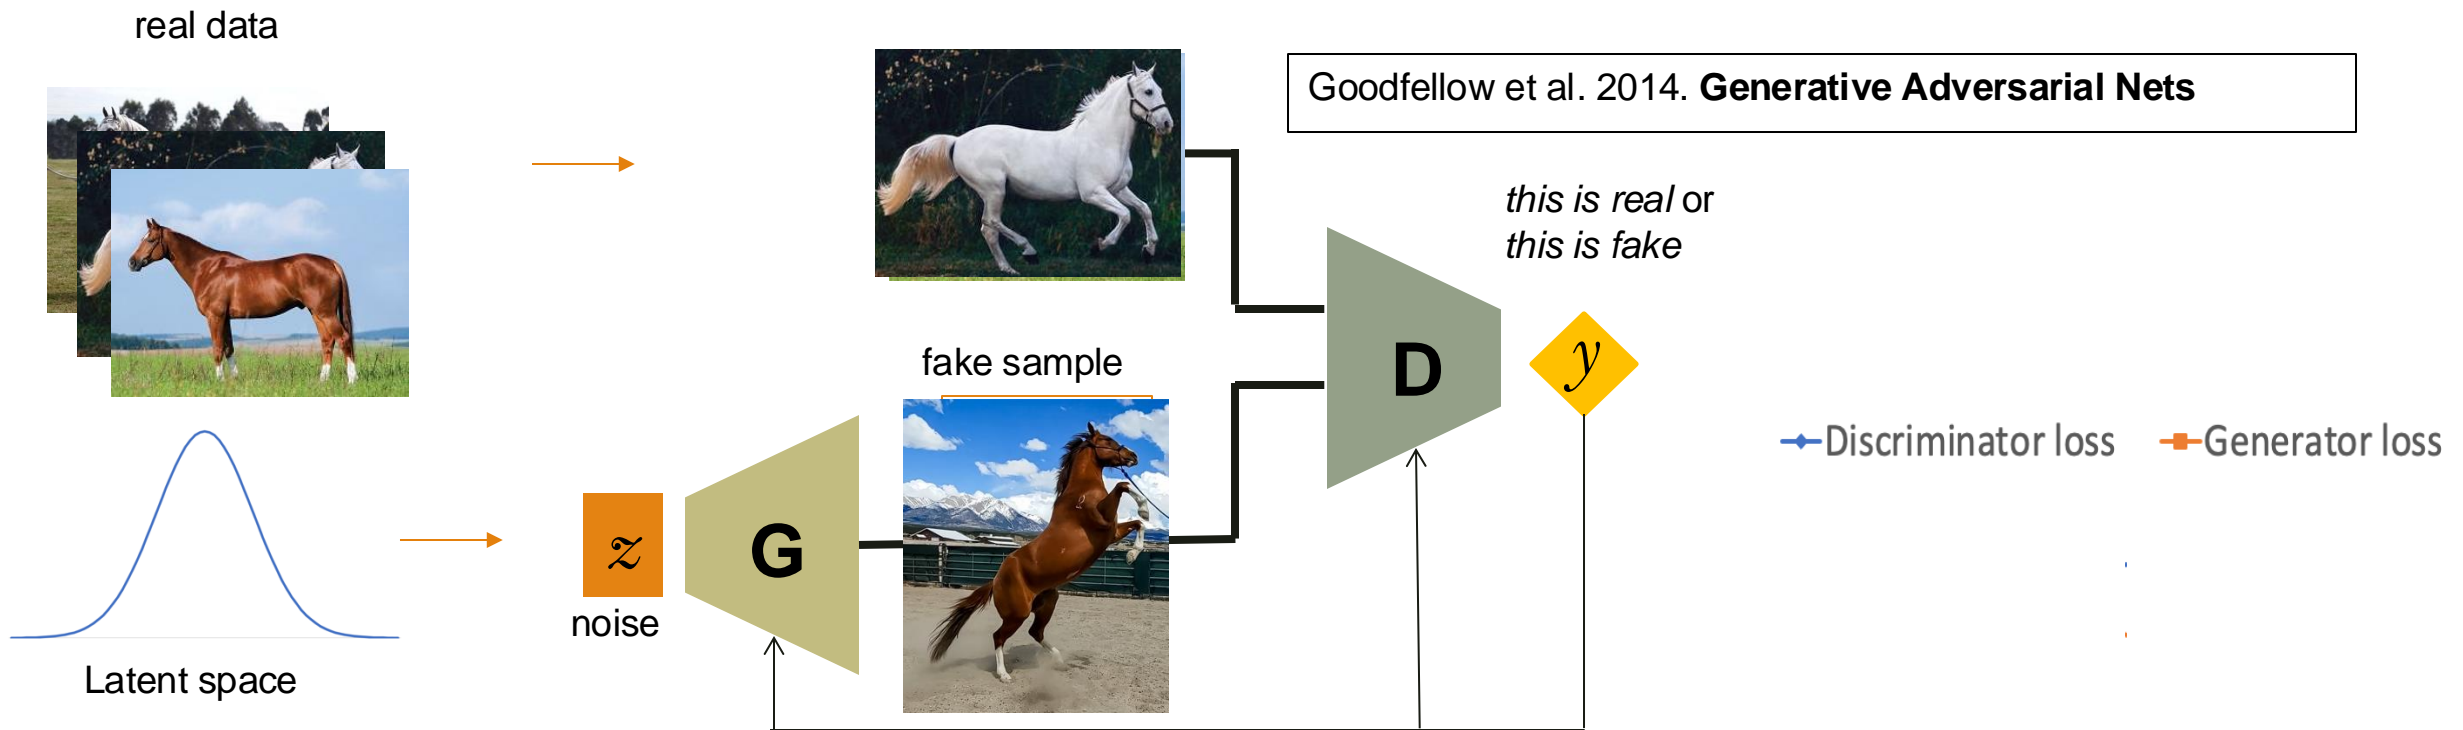 real data
Goodfellow et al. 2014. Generative Adversarial Nets
this is real or
this is fake
fake sample
D
y
Discriminator loss
Generator loss
z
G
noise
Latent space